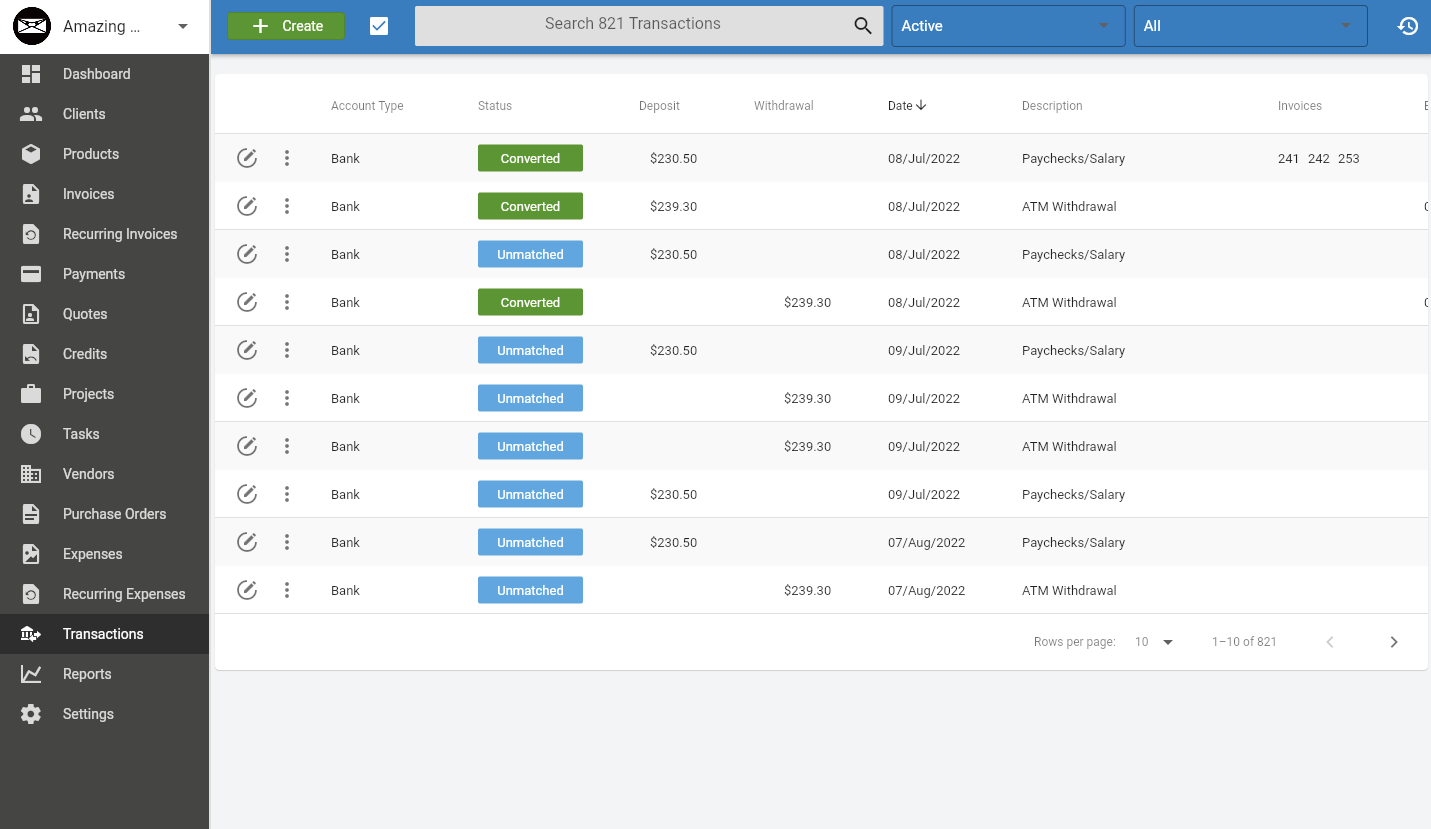 Amazing ...
Create
Search 821 Transactions
Active
All
Dashboard
Clients
Products
Invoices
Recurring Invoices
Payments
Quotes
Credits
Projects
Tasks
Vendors
Purchase Orders
Expenses
Recurring Expenses
Transactions
Reports
Settings
Account Type Status Deposit Withdrawal Date Description Invoices
Bank Converted $230.50 08/Jul/2022 Paychecks/Salary 241 242 253
Bank Converted $239.30 08/Jul/2022 ATM Withdrawal
Bank Unmatched $230.50 08/Jul/2022 Paychecks/Salary
Bank Converted $239.30 08/Jul/2022 ATM Withdrawal
Bank Unmatched $230.50 09/Jul/2022 Paychecks/Salary
Bank Unmatched $239.30 09/Jul/2022 ATM Withdrawal
Bank Unmatched $239.30 09/Jul/2022 ATM Withdrawal
Bank Unmatched $230.50 09/Jul/2022 Paychecks/Salary
Bank Unmatched $230.50 07/Aug/2022 Paychecks/Salary
Bank Unmatched $239.30 07/Aug/2022 ATM Withdrawal
Rows per page: 10 1–10 of 821